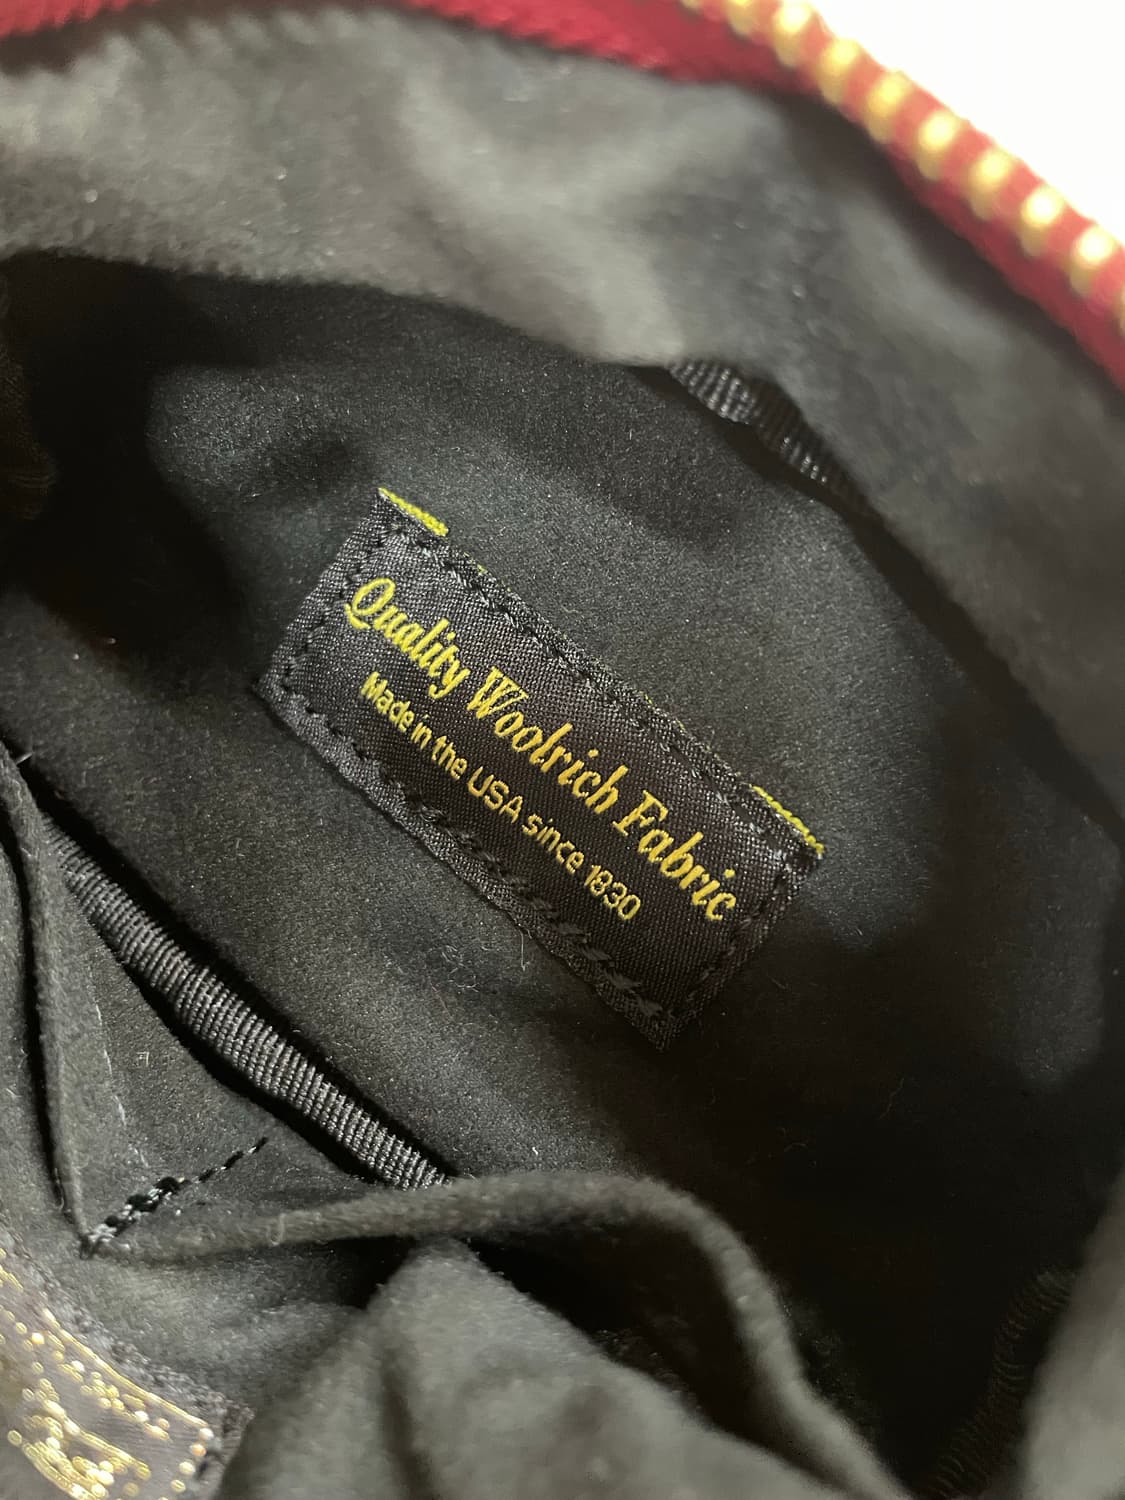 Quality Woolrich Fabric
Made in the USA since 1830